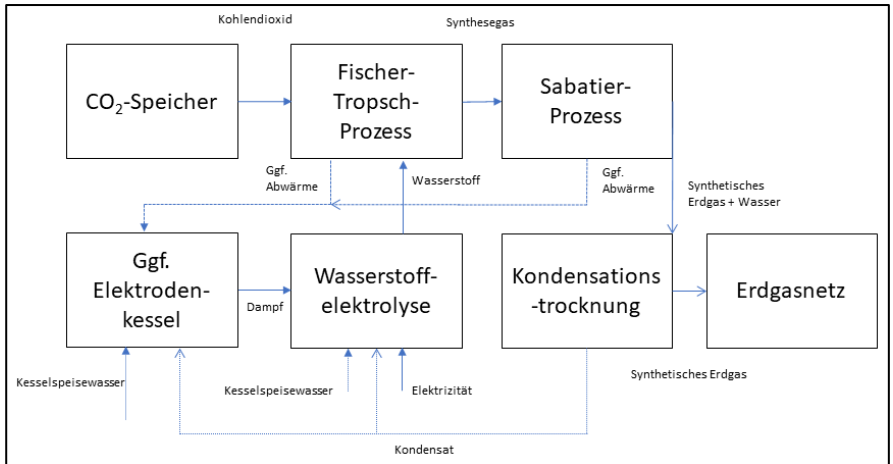 Kohlendioxid
Synthesegas
CO₂-Speicher
Fischer-
Tropsch-
Prozess
Sabatier-
Prozess
Ggf.
Abwärme
Wasserstoff
Ggf.
Abwärme
Synthetisches
Erdgas + Wasser
Ggf.
Elektroden-
kessel
Dampf
Wasserstoff-
elektrolyse
Kondensations
-trocknung
Erdgasnetz
Kesselspeisewasser
Kesselspeisewasser
Elektrizität
Synthetisches Erdgas
Kondensat